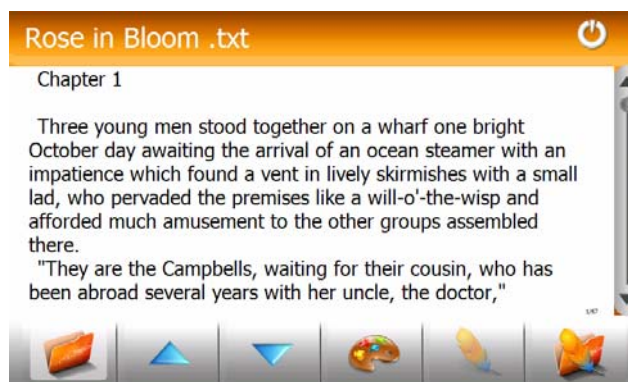 Rose in Bloom .txt
Chapter 1
Three young men stood together on a wharf one bright
October day awaiting the arrival of an ocean steamer with an
impatience which found a vent in lively skirmishes with a small
lad, who pervaded the premises like a will-o'-the-wisp and
afforded much amusement to the other groups assembled
there.
"They are the Campbells, waiting for their cousin, who has
been abroad several years with her uncle, the doctor,"